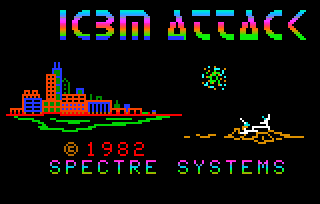 ICBM ATTACK
© 1982
SPECTRE SYSTEMS